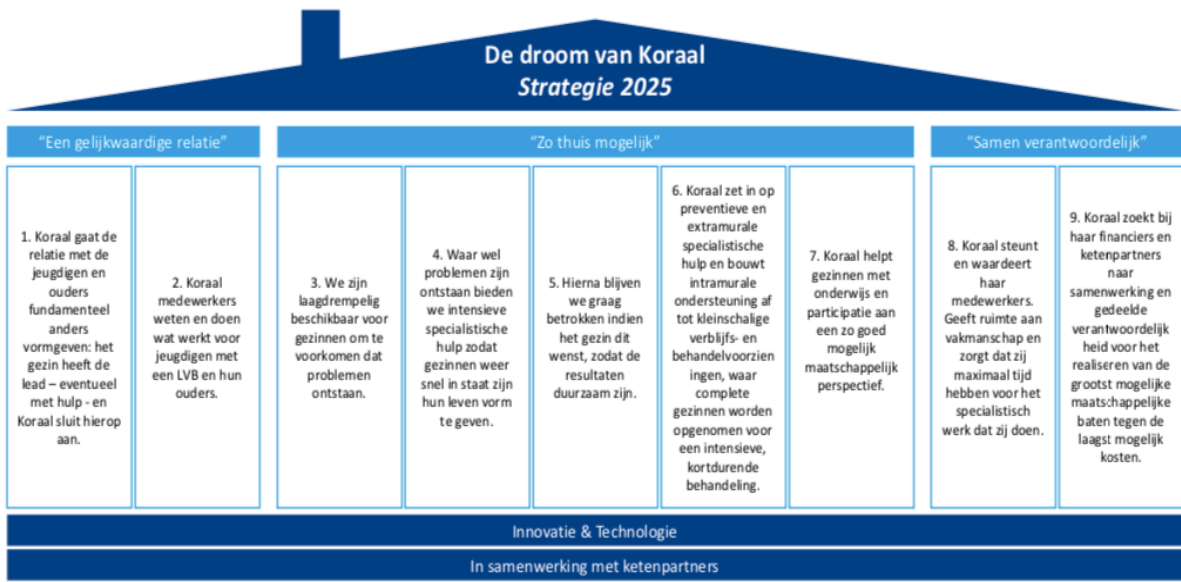 De droom van Koraal
Strategie 2025
“Een gelijkwaardige relatie”
“Zo thuis mogelijk”
“Samen verantwoordelijk”
1. Koraal gaat de
relatie met de
jeugdigen en
ouders
fundamenteel
anders
vormgeven: het
gezin heeft de
lead – eventueel
met hulp - en
Koraal sluit hierop
aan.
2. Koraal
medewerkers
weten en doen
wat werkt voor
jeugdigen met
een LVB en hun
ouders.
3. We zijn
laagdrempelig
beschikbaar voor
gezinnen om te
voorkomen dat
problemen
ontstaan.
4. Waar wel
problemen zijn
ontstaan bieden
we intensieve
specialistische
hulp zodat
gezinnen weer
snel in staat zijn
hun leven vorm
te geven.
5. Hierna blijven
we graag
betrokken indien
het gezin dit
wenst, zodat de
resultaten
duurzaam zijn.
6. Koraal zet in op
preventieve en
extramurale
specialistische
hulp en bouwt
intramurale
ondersteuning af
tot kleinschalige
verblijfs- en
behandelvoorzien
ingen, waar
complete
gezinnen worden
opgenomen voor
een intensieve,
kortdurende
behandeling.
7. Koraal helpt
gezinnen met
onderwijs en
participatie aan
een zo goed
mogelijk
maatschappelijk
perspectief.
8. Koraal steunt
en waardeert
haar
medewerkers.
Geeft ruimte aan
vakmanschap en
zorgt dat zij
maximaal tijd
hebben voor het
specialistisch
werk dat zij doen.
9. Koraal zoekt bij
haar financiers en
ketenpartners
naar
samenwerking en
gedeelde
verantwoordelijk
heid voor het
realiseren van de
grootst mogelijke
maatschappelijke
baten tegen de
laagst mogelijk
kosten.
Innovatie & Technologie
In samenwerking met ketenpartners